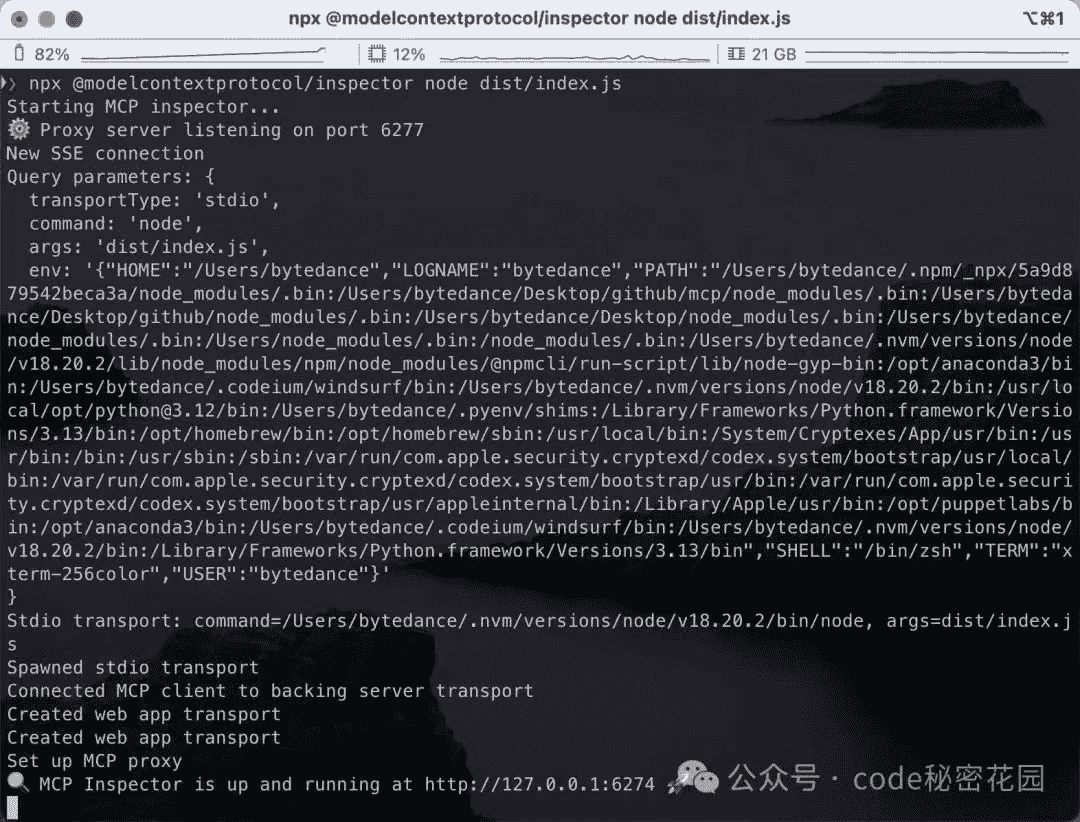 npx @modelcontextprotocol/inspector node dist/index.js
⌥⌘1
82%
12%
21 GB
npx @modelcontextprotocol/inspector node dist/index.js
Starting MCP inspector...
⚙️ Proxy server listening on port 6277
New SSE connection
Query parameters: {
  transportType: 'stdio',
  command: 'node',
  args: 'dist/index.js',
  env: '{"HOME":"/Users/bytedance","LOGNAME":"bytedance","PATH":"/Users/bytedance/.npm/_npx/5a9d8
79542beca3a/node_modules/.bin:/Users/bytedance/Desktop/github/mcp/node_modules/.bin:/Users/byteda
nce/Desktop/github/node_modules/.bin:/Users/bytedance/Desktop/node_modules/.bin:/Users/bytedance/
node_modules/.bin:/Users/node_modules/.bin:/node_modules/.bin:/Users/bytedance/.nvm/versions/node
/v18.20.2/lib/node_modules/npm/node_modules/@npmcli/run-script/lib/node-gyp-bin:/opt/anaconda3/bi
n:/Users/bytedance/.codeium/windsurf/bin:/Users/bytedance/.nvm/versions/node/v18.20.2/bin:/usr/lo
cal/opt/python@3.12/bin:/Users/bytedance/.pyenv/shims:/Library/Frameworks/Python.framework/Versio
ns/3.13/bin:/opt/homebrew/bin:/opt/homebrew/sbin:/usr/local/bin:/System/Cryptexes/App/usr/bin:/us
r/bin:/bin:/usr/sbin:/sbin:/var/run/com.apple.security.cryptexd/codex.system/bootstrap/usr/local/
bin:/var/run/com.apple.security.cryptexd/codex.system/bootstrap/usr/bin:/var/run/com.apple.securi
ty.cryptexd/codex.system/bootstrap/usr/appleinternal/bin:/Library/Apple/usr/bin:/opt/puppetlabs/b
in:/opt/anaconda3/bin:/Users/bytedance/.codeium/windsurf/bin:/Users/bytedance/.nvm/versions/node/
v18.20.2/bin:/Library/Frameworks/Python.framework/Versions/3.13/bin","SHELL":"/bin/zsh","TERM":"x
term-256color","USER":"bytedance"}'
}
Stdio transport: command=/Users/bytedance/.nvm/versions/node/v18.20.2/bin/node, args=dist/index.j
s
Spawned stdio transport
Connected MCP client to backing server transport
Created web app transport
Created web app transport
Set up MCP proxy
🔍 MCP Inspector is up and running at http://127.0.0.1:6274
公众号 · code秘密花园